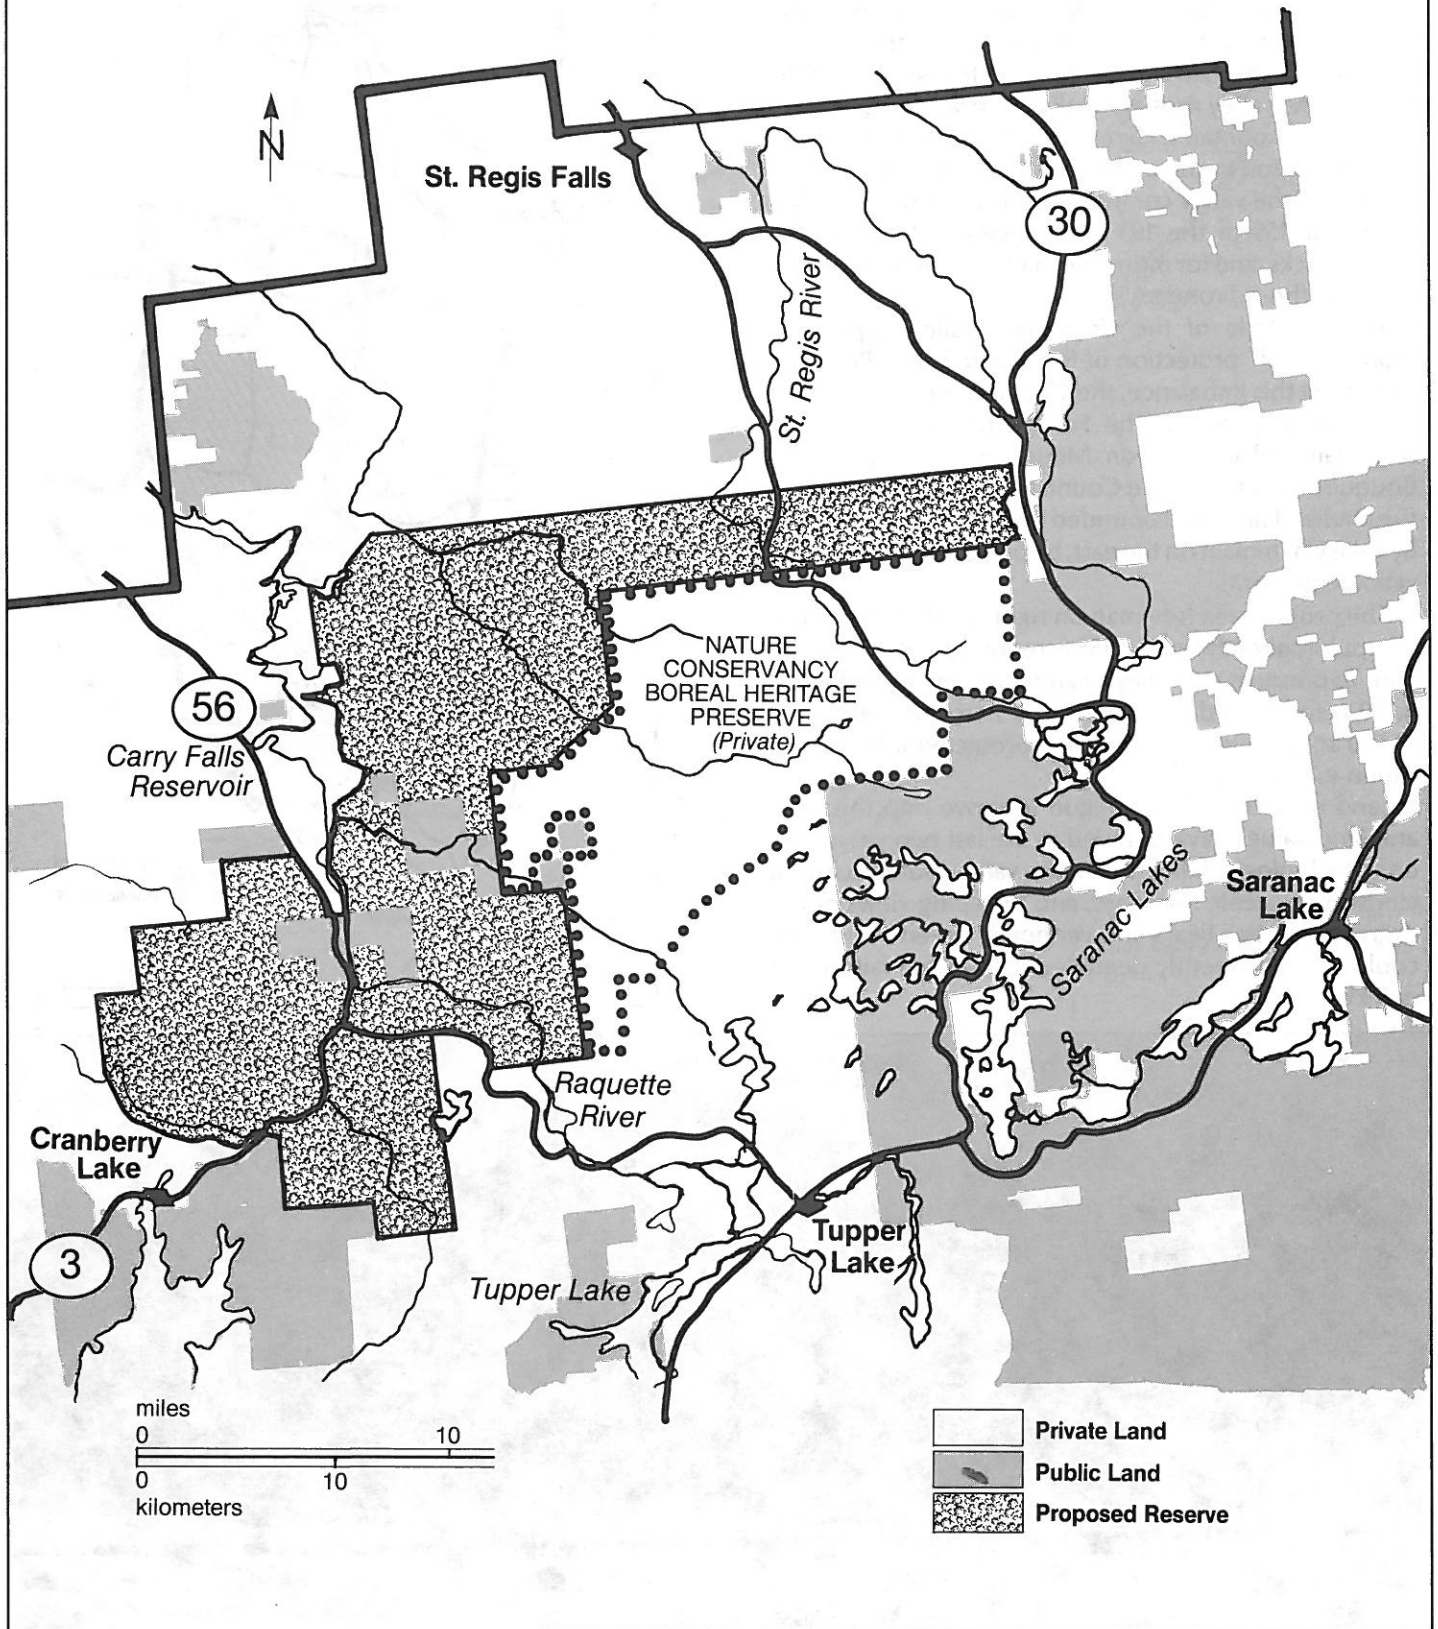 N
St. Regis Falls
30
St. Regis River
NATURE
CONSERVANCY
BOREAL HERITAGE
PRESERVE
(Private)
56
Carry Falls
Reservoir
Saranac Lakes
Saranac
Lake
Raquette
River
Cranberry
Lake
3
Tupper
Lake
Tupper Lake
miles
0 10
0 10
kilometers
Private Land
Public Land
Proposed Reserve